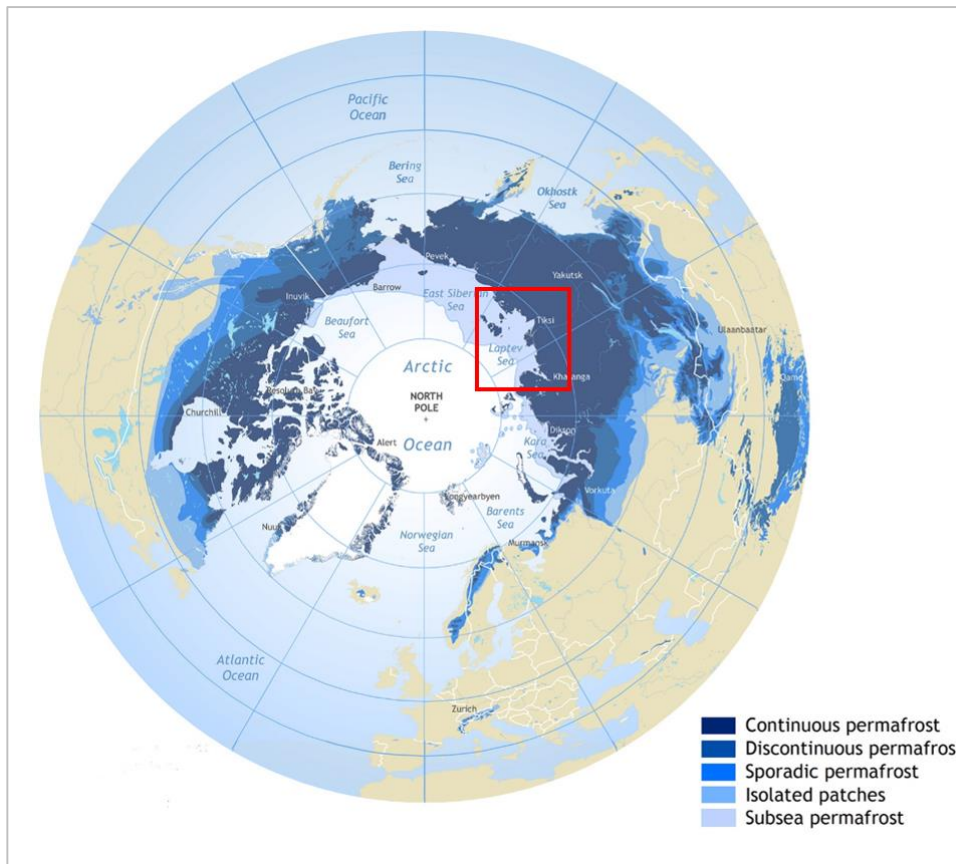 Pacific
Ocean
Bering
Sea
Okhostk
Sea
Pevek
Yakutsk
Barrow
Inuvik
East Siberian
Sea
Tiksi
Beaufort
Sea
Laptev
Sea
Ulaanbaatar
Arctic
Khatanga
Resolute Bay
NORTH
POLE
+
Churchill
Dikson
Ocean
Kara
Sea
Alert
Vorkuta
Longyearbyen
Barents
Sea
Nuuk
Norwegian
Sea
Murmansk
Atlantic
Ocean
Zurich
Continuous permafrost
Discontinuous permafros
Sporadic permafrost
Isolated patches
Subsea permafrost